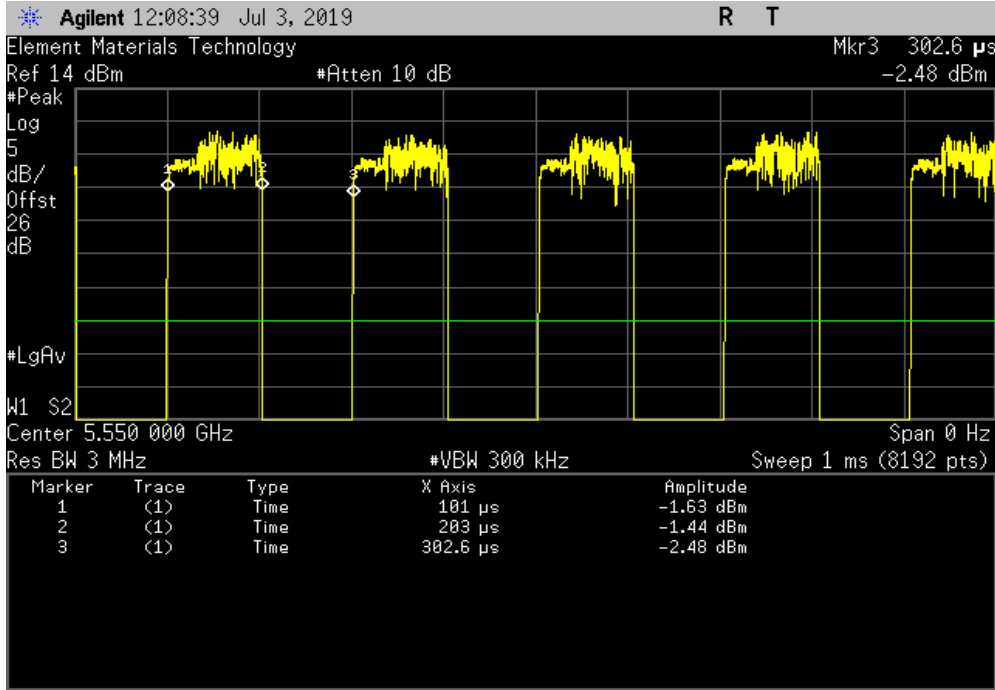 Agilent 12:08:39 Jul 3, 2019 R T
Element Materials Technology Mkr3 302.6 µs
Ref 14 dBm #Atten 10 dB -2.48 dBm
#Peak
Log
5
dB/
Offst
26
dB
1 2 3
#LgAv
W1 S2
Center 5.550 000 GHz Span 0 Hz
Res BW 3 MHz #VBW 300 kHz Sweep 1 ms (8192 pts)
Marker Trace Type X Axis Amplitude
1 (1) Time 101 µs -1.63 dBm
2 (1) Time 203 µs -1.44 dBm
3 (1) Time 302.6 µs -2.48 dBm